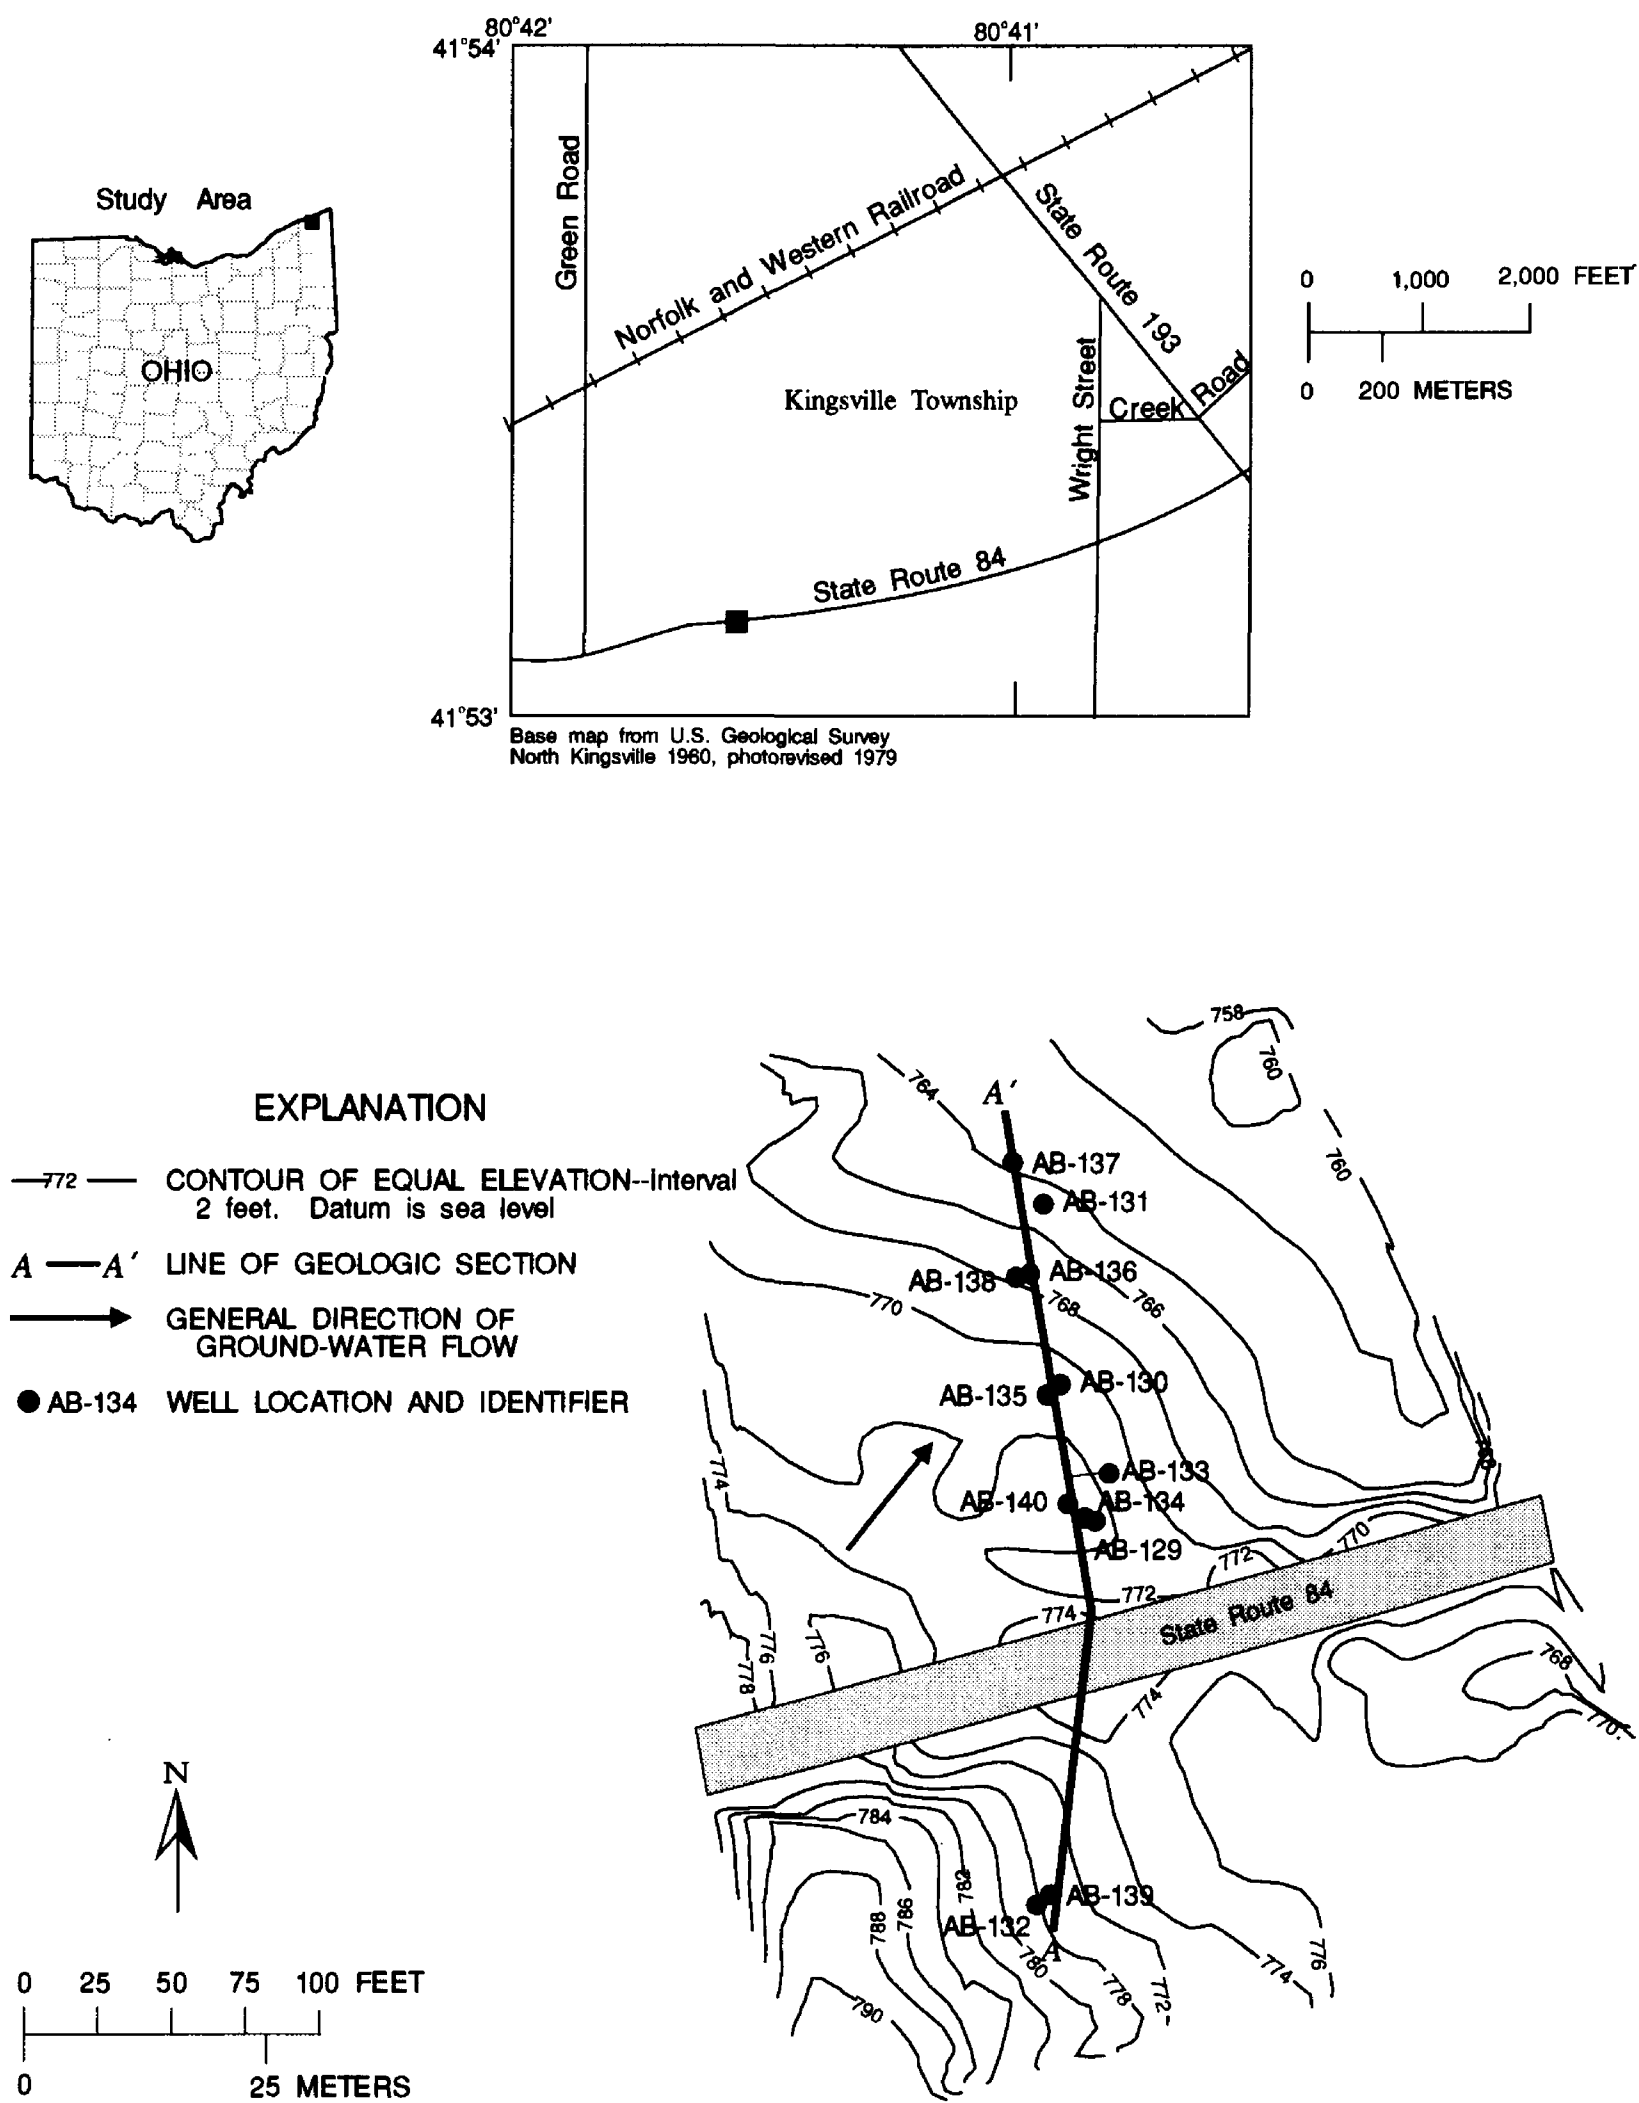 80°42'
80°41'
41°54'
Study Area
OHIO
Green Road
Norfolk and Western Railroad
State Route 193
Kingsville Township
Wright Street
Creek Road
State Route 84
0 1,000 2,000 FEET
0 200 METERS
41°53'
Base map from U.S. Geological Survey
North Kingsville 1960, photorevised 1979
EXPLANATION
772 CONTOUR OF EQUAL ELEVATION--interval
2 feet. Datum is sea level
A A' LINE OF GEOLOGIC SECTION
GENERAL DIRECTION OF
GROUND-WATER FLOW
AB-134 WELL LOCATION AND IDENTIFIER
N
0 25 50 75 100 FEET
0 25 METERS
758
760
764
A'
AB-137
760
AB-131
AB-138
AB-136
770
768
766
AB-135
AB-130
774
AB-133
AB-140
AB-134
AB-129
770
772
772
774
State Route 84
776
776
778
768
774
770
784
782
786
788
AB-139
AB-132
A
780
778
772
774
776
790